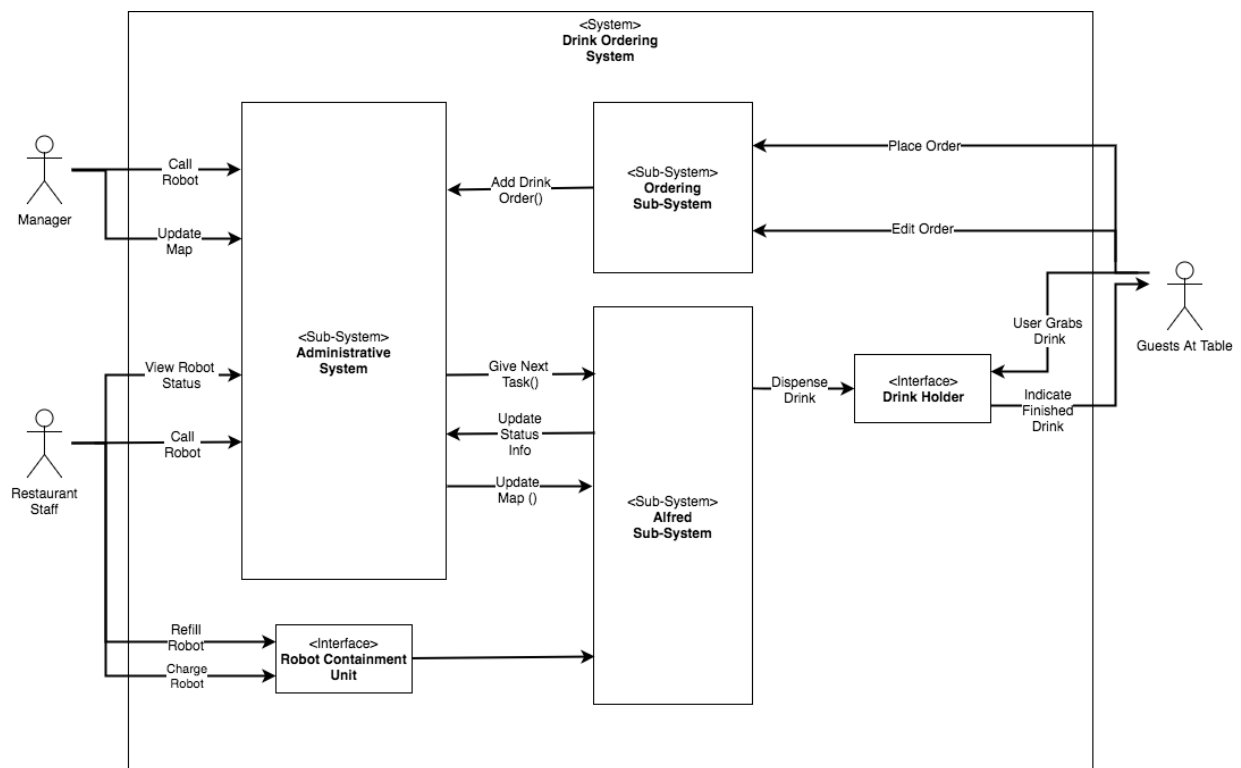 <System>
Drink Ordering
System
Manager
Call
Robot
Update
Map
<Sub-System>
Administrative
System
Add Drink
Order()
<Sub-System>
Ordering
Sub-System
Place Order
Edit Order
Guests At Table
User Grabs
Drink
Restaurant
Staff
View Robot
Status
Call
Robot
Give Next
Task()
Update
Status
Info
Update
Map ()
<Sub-System>
Alfred
Sub-System
Dispense
Drink
<Interface>
Drink Holder
Indicate
Finished
Drink
Refill
Robot
Charge
Robot
<Interface>
Robot Containment
Unit